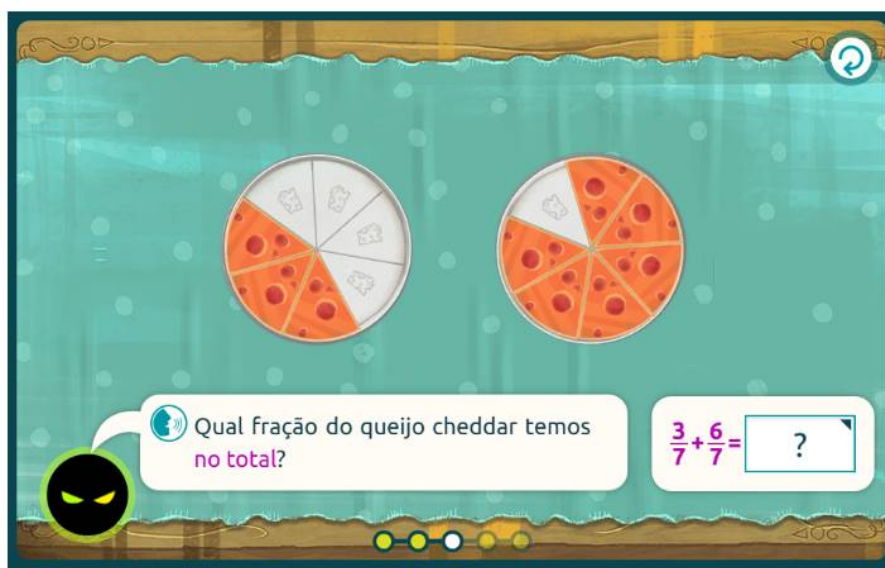 Qual fração do queijo cheddar temos
no total?
3/7 + 6/7 = ?